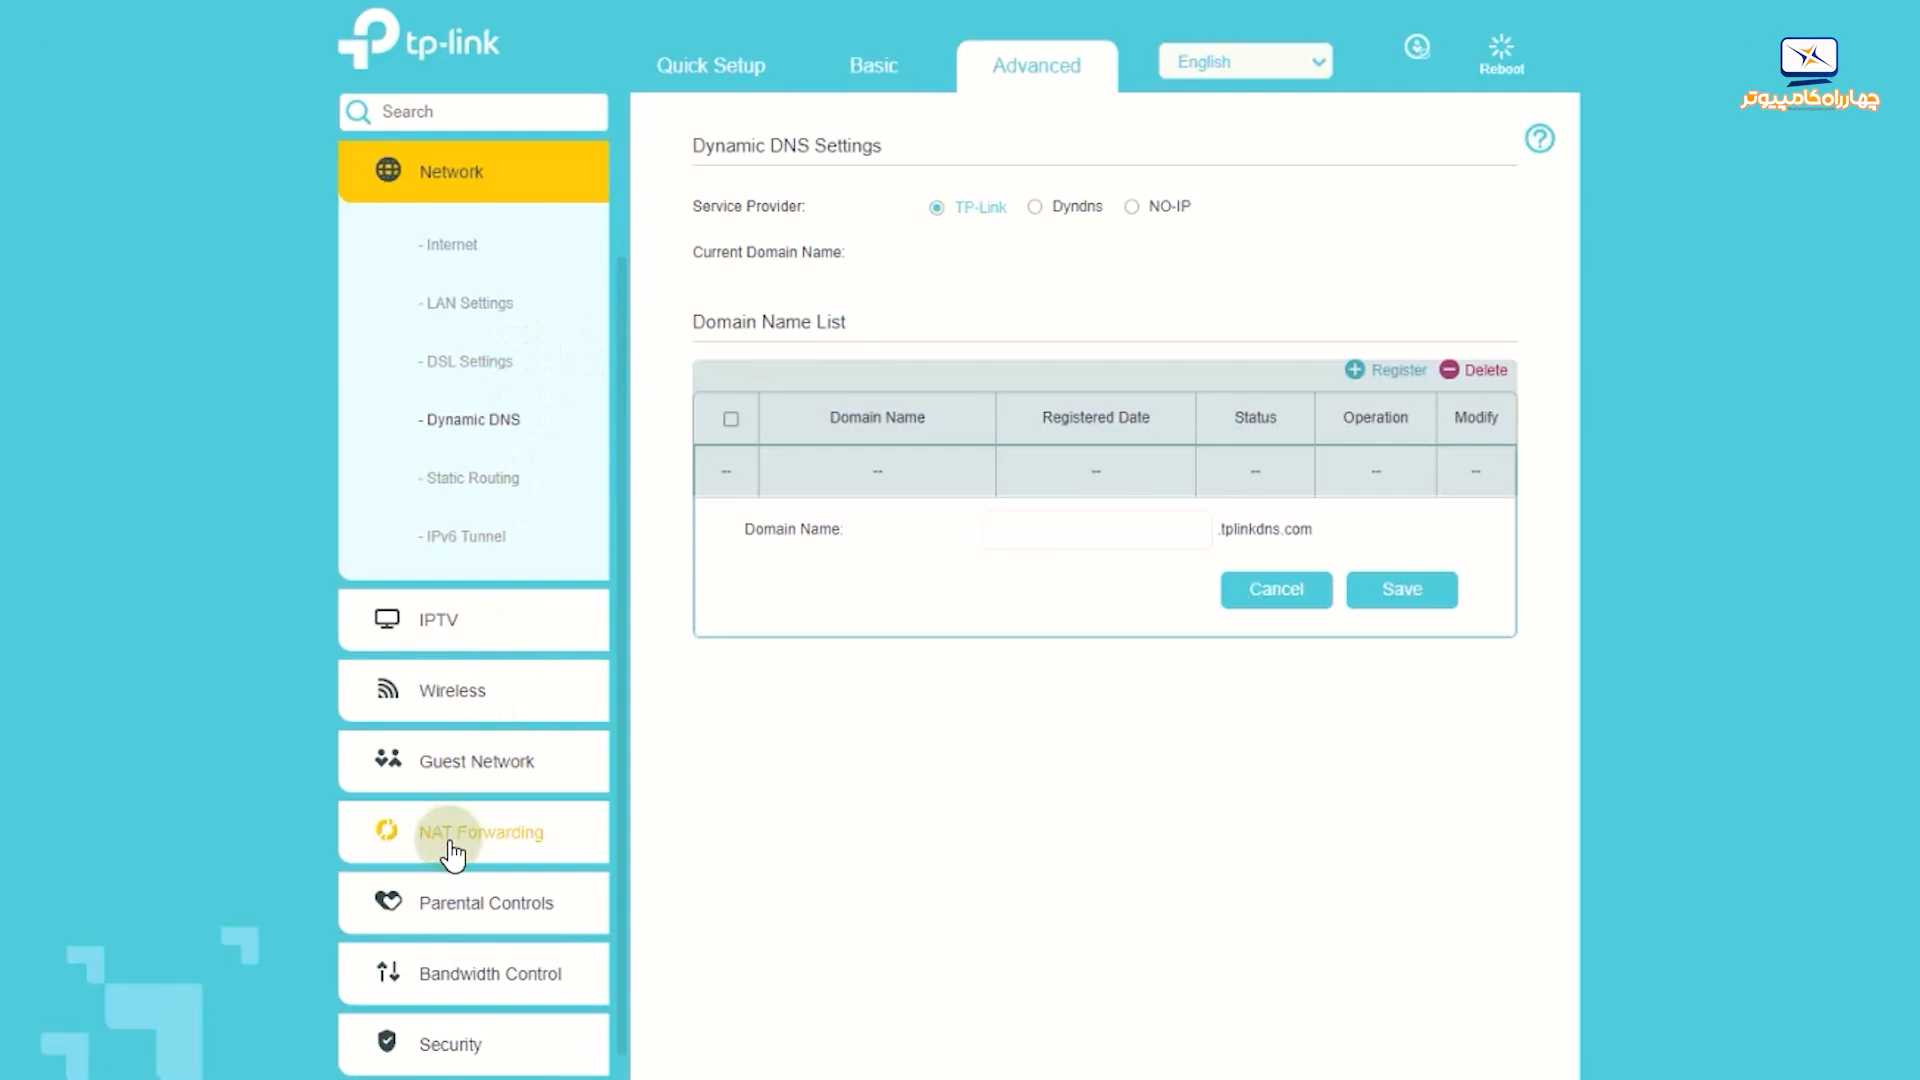 tp-link
Quick Setup
Basic
Advanced
English
Reboot
چهارراه کامپیوتر
Search
Network
- Internet
- LAN Settings
- DSL Settings
- Dynamic DNS
- Static Routing
- IPv6 Tunnel
IPTV
Wireless
Guest Network
NAT Forwarding
Parental Controls
Bandwidth Control
Security
Dynamic DNS Settings
?
Service Provider: TP-Link Dyndns NO-IP
Current Domain Name:
Domain Name List
Register Delete
Domain Name Registered Date Status Operation Modify
-- -- -- -- -- --
Domain Name: .tplinkdns.com
Cancel Save